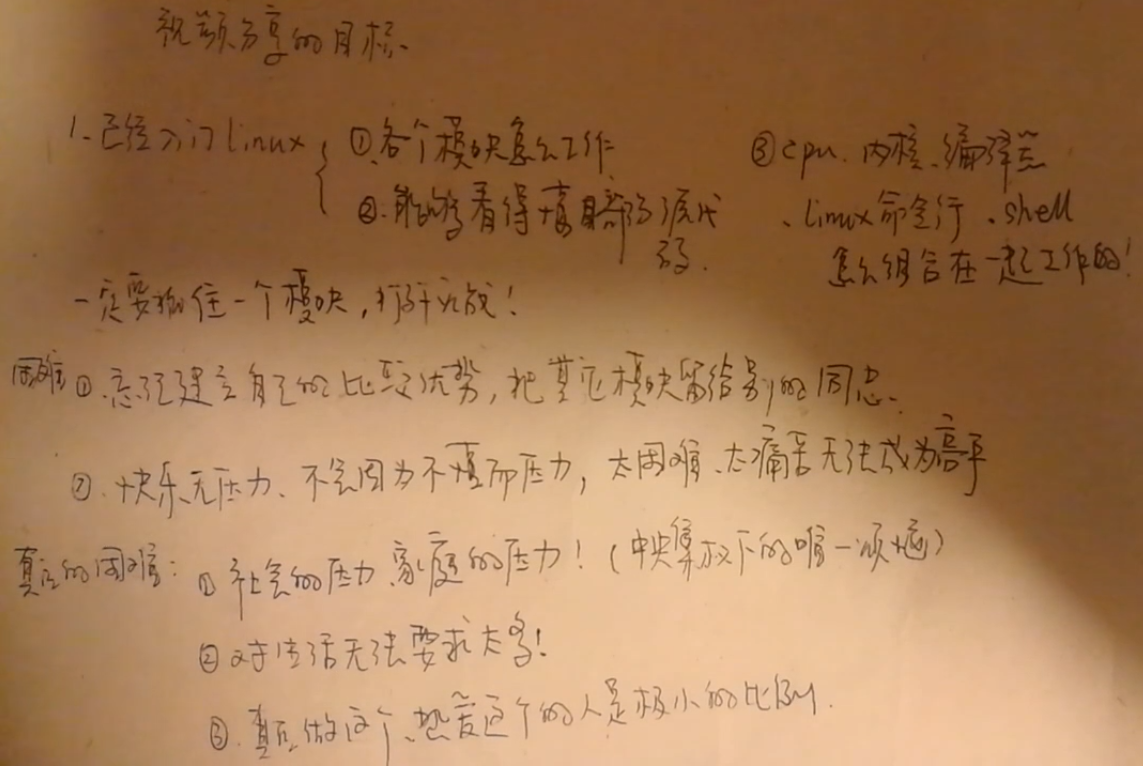 视频分享的目标、
1、已经入门linux { ①、各个模块怎么工作
②、能够看得懂局部的源代
码.
③ cpu、内核、编译器
、linux命令行、shell
怎么组合在一起工作的!
一定要抓住一个模块,
困难①、忘记建立自己的比较优势,把其它模块留给别的同志、
②、快乐、无压力、不会因为不懂而压力,太困难、太痛苦无法成为高手
真正的困难: ①社会的压力、家庭的压力!(中央集权下的唯一烦恼)
②对生活无法要求太多!
③、真正做这个、热爱这个的人是极小的比例.